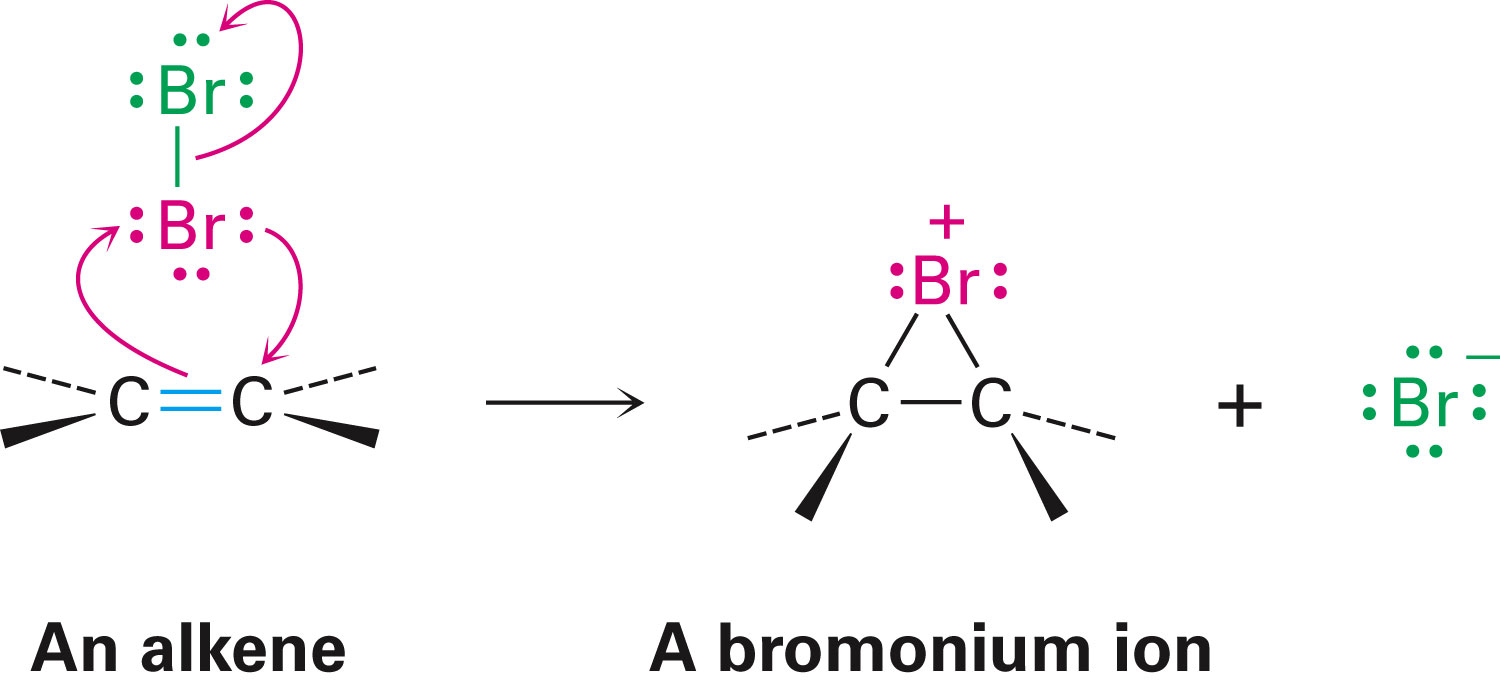 :Br:
:Br:
C=C
+
:Br:
C—C + :Br: −
An alkene
A bromonium ion